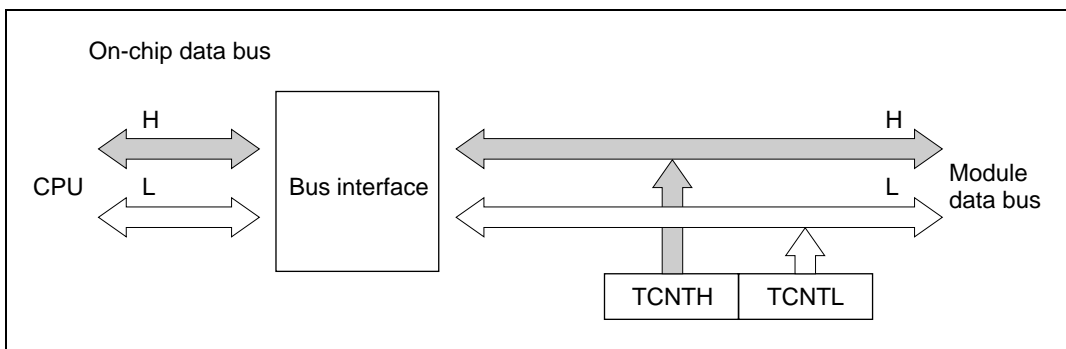 On-chip data bus
H
H
CPU
L
Bus interface
L
Module
data bus
TCNTH
TCNTL